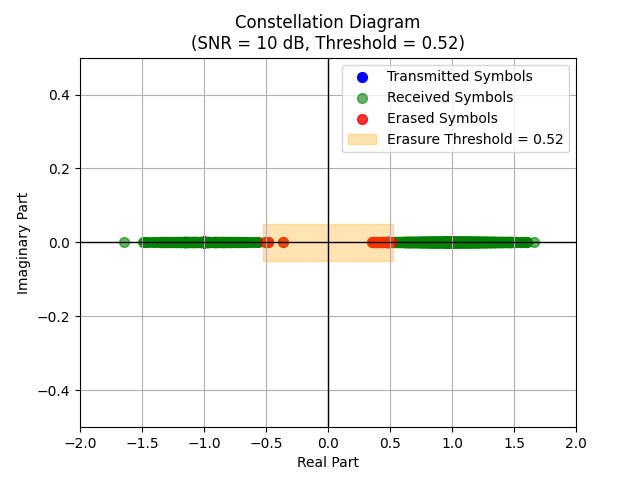 Constellation Diagram
(SNR = 10 dB, Threshold = 0.52)
Transmitted Symbols
Received Symbols
Erased Symbols
Erasure Threshold = 0.52
Imaginary Part
0.4
0.2
0.0
−0.2
−0.4
−2.0 −1.5 −1.0 −0.5 0.0 0.5 1.0 1.5 2.0
Real Part